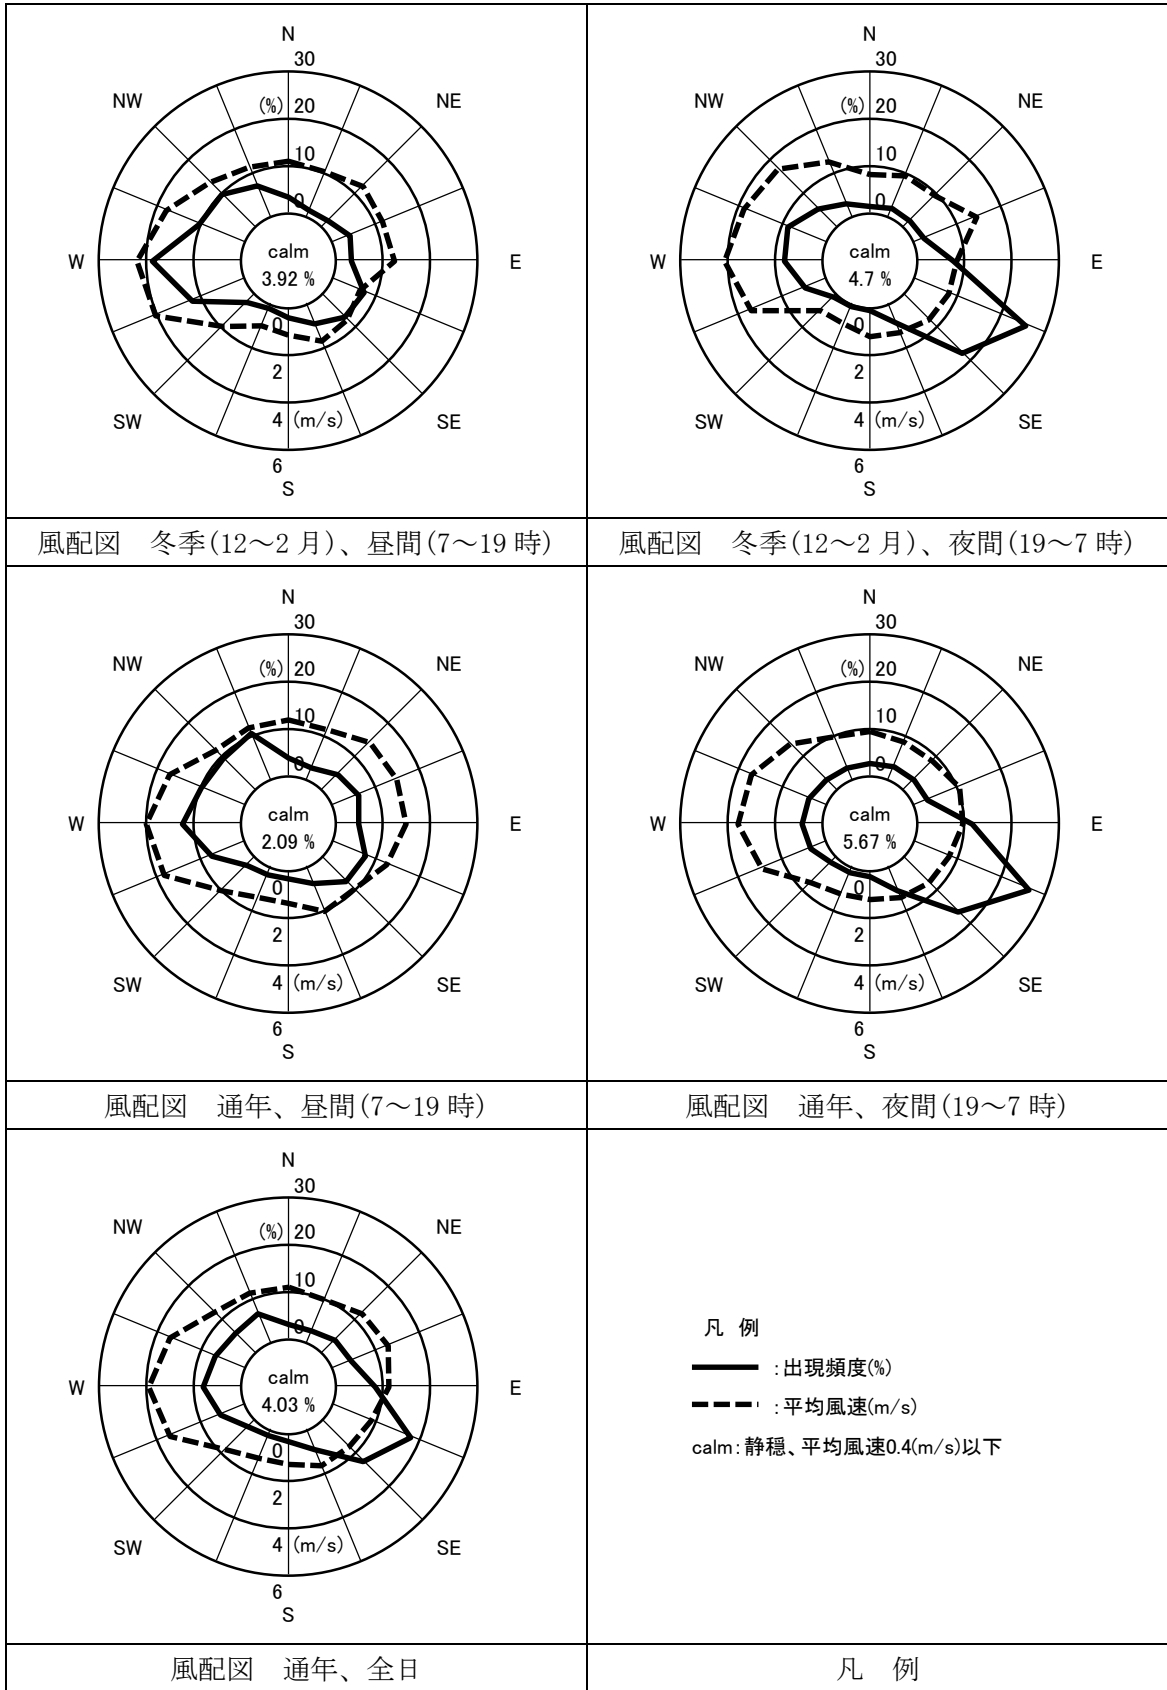 N
30
NW
NE
(%) 20
10
0
calm
W
E
3.92 %
0
2
SW
4 (m/s)
SE
6
S
風配図　冬季(12～2 月)、昼間(7～19 時)
N
30
NW
NE
(%) 20
10
0
calm
W
E
4.7 %
0
2
SW
4 (m/s)
SE
6
S
風配図　冬季(12～2 月)、夜間(19～7 時)
N
30
NW
NE
(%) 20
10
0
calm
W
E
2.09 %
0
2
SW
4 (m/s)
SE
6
S
風配図　通年、昼間(7～19 時)
N
30
NW
NE
(%) 20
10
0
calm
W
E
5.67 %
0
2
SW
4 (m/s)
SE
6
S
風配図　通年、夜間(19～7 時)
N
30
NW
NE
(%) 20
10
0
calm
W
E
4.03 %
0
2
SW
4 (m/s)
SE
6
S
風配図　通年、全日
凡 例
:出現頻度(%)
:平均風速(m/s)
calm:静穏、平均風速0.4(m/s)以下
凡　例